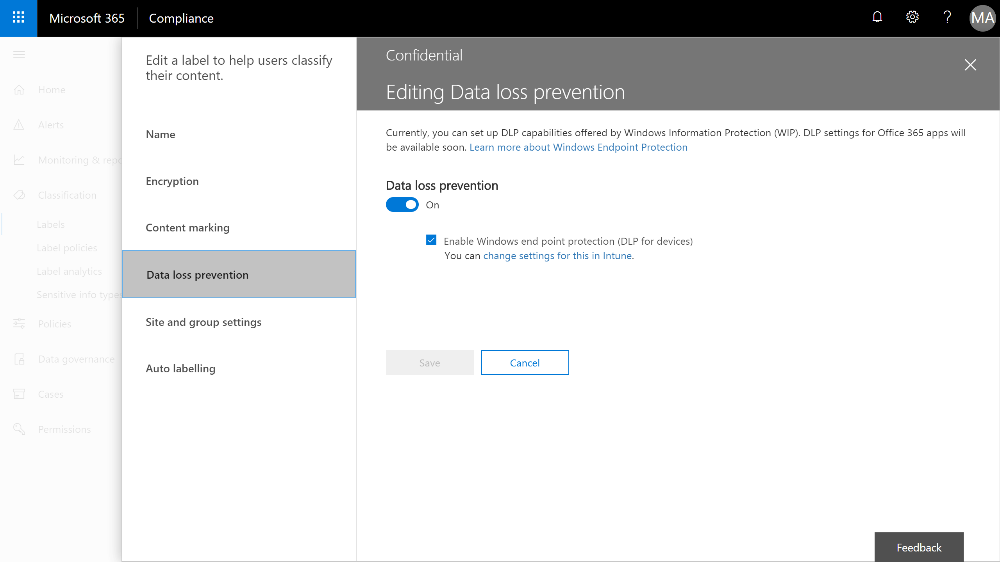 Microsoft 365
Compliance
MA
Home
Alerts
Monitoring & repo
Classification
Labels
Label policies
Label analytics
Sensitive info types
Policies
Data governance
Cases
Permissions
Edit a label to help users classify
their content.
Name
Encryption
Content marking
Data loss prevention
Site and group settings
Auto labelling
Confidential
Editing Data loss prevention
Currently, you can set up DLP capabilities offered by Windows Information Protection (WIP). DLP settings for Office 365 apps will
be available soon. Learn more about Windows Endpoint Protection
Data loss prevention
On
Enable Windows end point protection (DLP for devices)
You can change settings for this in Intune.
Save
Cancel
Feedback